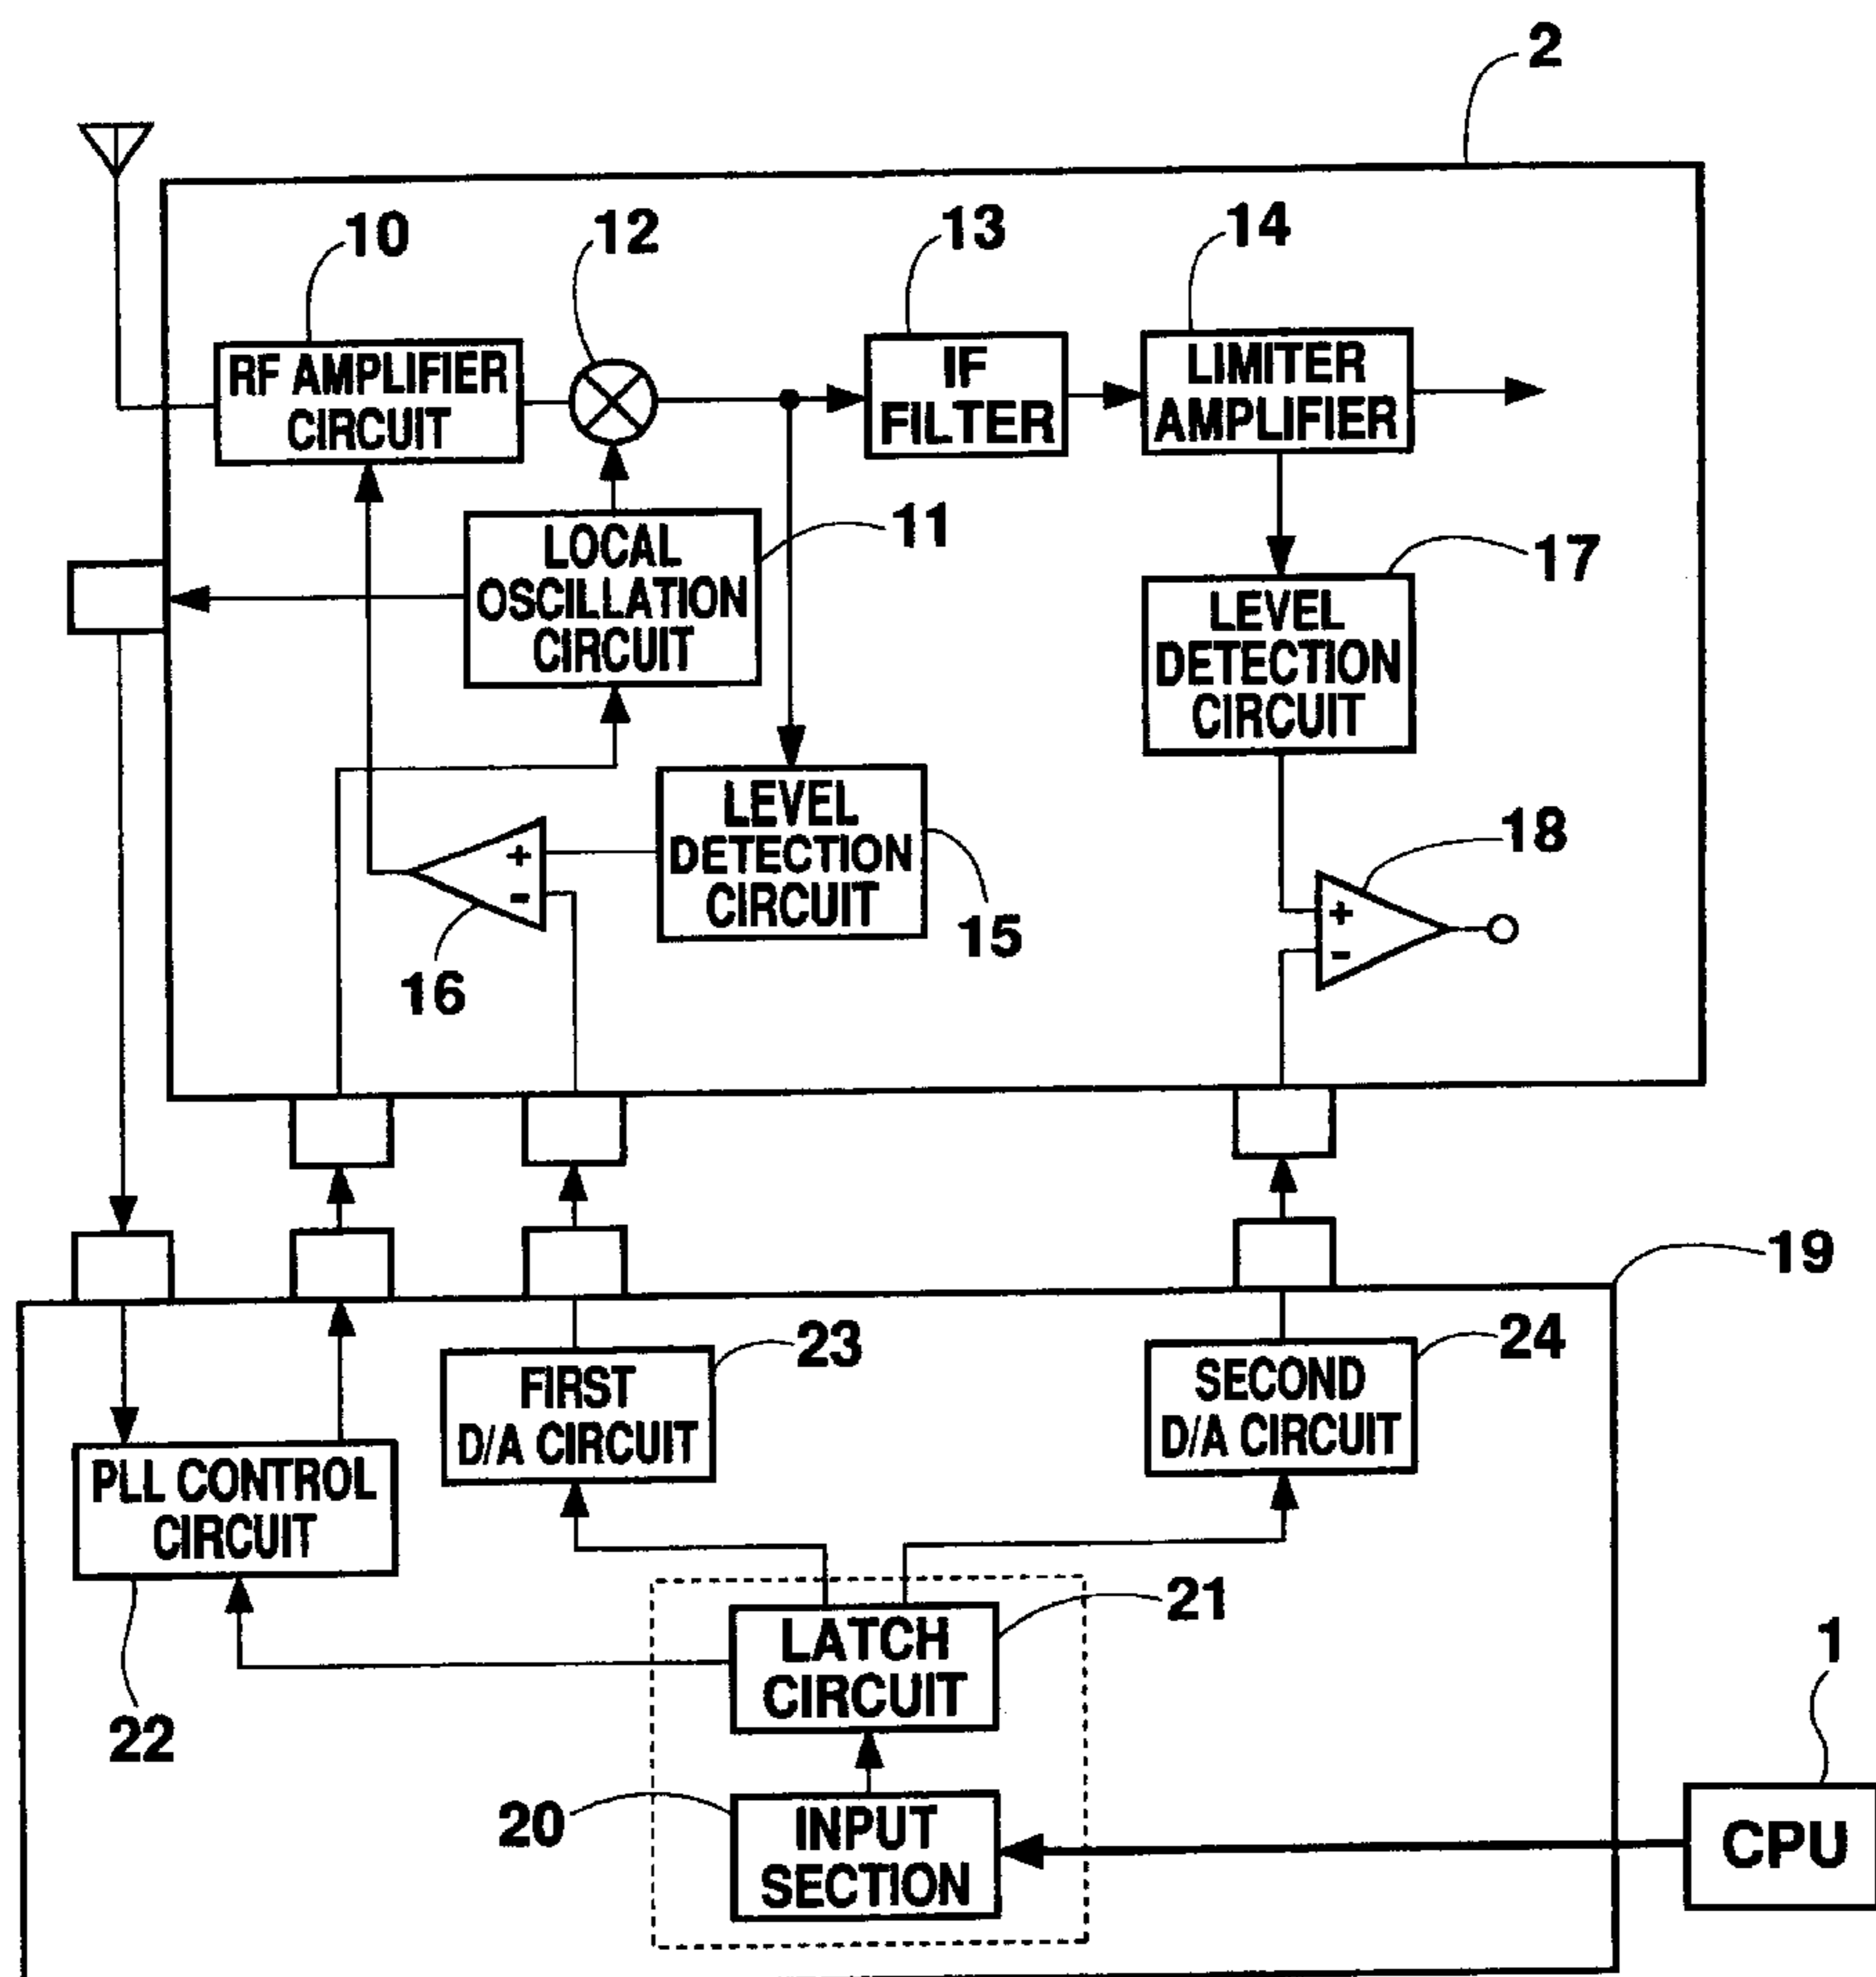 2
10
12
13
14
RF AMPLIFIER
CIRCUIT
IF
FILTER
LIMITER
AMPLIFIER
11
LOCAL
OSCILLATION
CIRCUIT
17
LEVEL
DETECTION
CIRCUIT
LEVEL
DETECTION
CIRCUIT
15
+
-
16
18
+
-
19
23
FIRST
D/A CIRCUIT
24
SECOND
D/A CIRCUIT
PLL CONTROL
CIRCUIT
22
21
LATCH
CIRCUIT
20
INPUT
SECTION
1
CPU